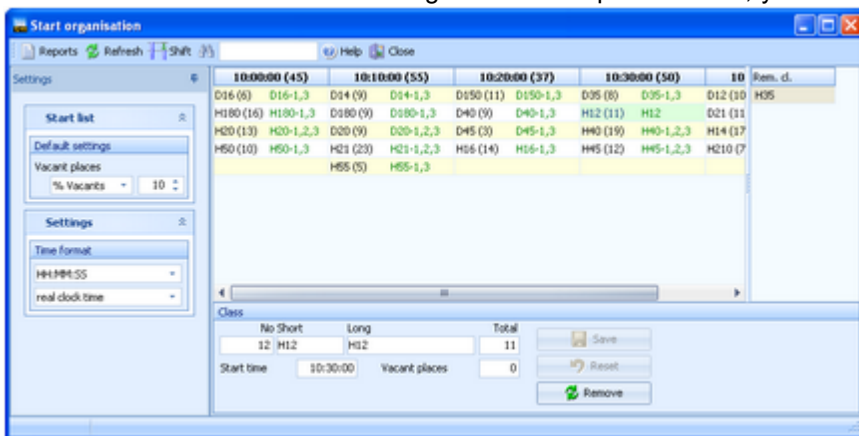 Start organisation
Reports Refresh Shift Help Close
Settings
Start list
Default settings
Vacant places
% Vacants 10
Settings
Time format
HH:MM:SS
real clock time
10:00:00 (45) 10:10:00 (55) 10:20:00 (37) 10:30:00 (50) 10 Rem. cl.
D16 (6) D16-1,3 D14 (9) D14-1,3 D150 (11) D150-1,3 D35 (8) D35-1,3 D12 (10 H35
H180 (16) H180-1,3 D180 (9) D180-1,3 D40 (9) D40-1,3 H12 (11) H12 D21 (11
H20 (13) H20-1,2,3 D20 (9) D20-1,2,3 D45 (3) D45-1,3 H40 (19) H40-1,2,3 H14 (17
H50 (10) H50-1,3 H21 (23) H21-1,2,3 H16 (14) H16-1,3 H45 (12) H45-1,2,3 H210 (7
H55 (5) H55-1,3
Class
No Short Long Total
12 H12 H12 11
Start time 10:30:00 Vacant places 0
Save
Reset
Remove